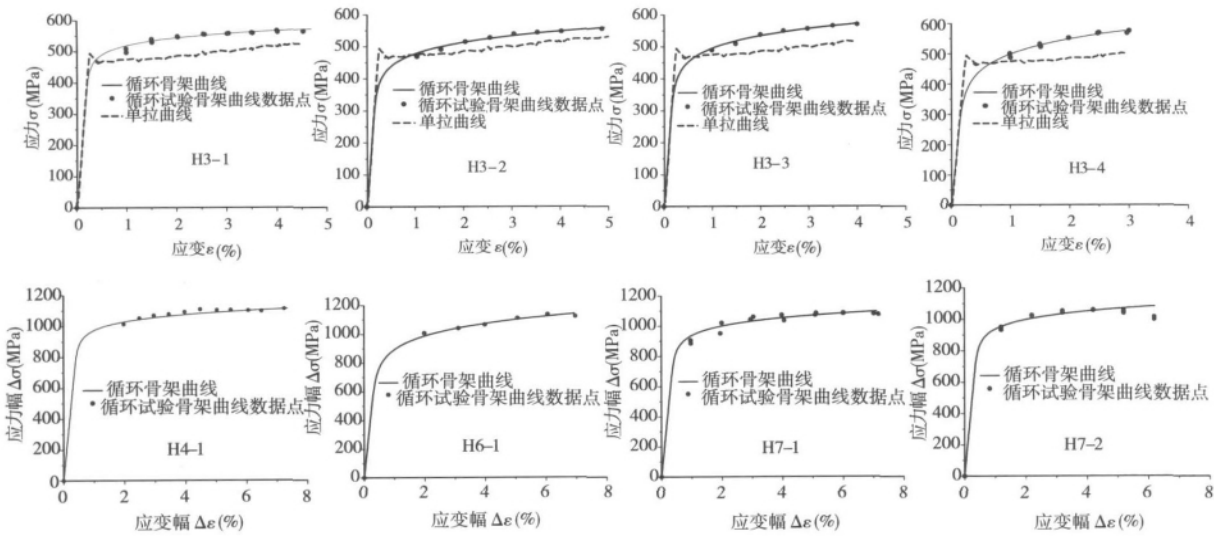 应力σ(MPa)
600
500
400
300
200
100
0
循环骨架曲线
循环试验骨架曲线数据点
单拉曲线
H3-1
0 1 2 3 4 5
应变ε(%)
应力σ(MPa)
600
500
400
300
200
100
0
循环骨架曲线
循环试验骨架曲线数据点
单拉曲线
H3-2
0 1 2 3 4 5
应变ε(%)
应力σ(MPa)
600
500
400
300
200
100
0
循环骨架曲线
循环试验骨架曲线数据点
单拉曲线
H3-3
0 1 2 3 4 5
应变ε(%)
应力σ(MPa)
600
500
400
300
200
100
0
循环骨架曲线
循环试验骨架曲线数据点
单拉曲线
H3-4
0 1 2 3 4
应变ε(%)
应力幅 Δσ(MPa)
1200
1000
800
600
400
200
0
循环骨架曲线
循环试验骨架曲线数据点
H4-1
0 2 4 6 8
应变幅 Δε(%)
应力幅 Δσ(MPa)
1200
1000
800
600
400
200
0
循环骨架曲线
循环试验骨架曲线数据点
H6-1
0 2 4 6 8
应变幅 Δε(%)
应力幅 Δσ(MPa)
1200
1000
800
600
400
200
0
循环骨架曲线
循环试验骨架曲线数据点
H7-1
0 2 4 6 8
应变幅 Δε(%)
应力幅 Δσ(MPa)
1200
1000
800
600
400
200
0
循环骨架曲线
循环试验骨架曲线数据点
H7-2
0 2 4 6 8
应变幅 Δε(%)